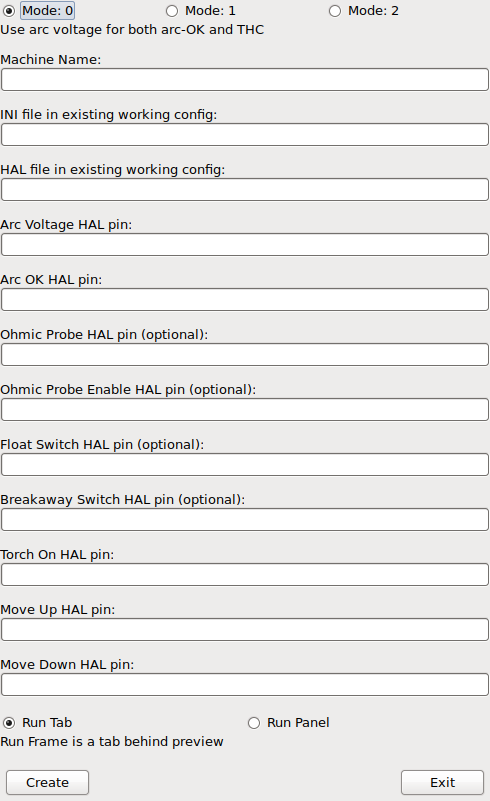 Mode: 0 Mode: 1 Mode: 2
Use arc voltage for both arc-OK and THC
Machine Name:
INI file in existing working config:
HAL file in existing working config:
Arc Voltage HAL pin:
Arc OK HAL pin:
Ohmic Probe HAL pin (optional):
Ohmic Probe Enable HAL pin (optional):
Float Switch HAL pin (optional):
Breakaway Switch HAL pin (optional):
Torch On HAL pin:
Move Up HAL pin:
Move Down HAL pin:
Run Tab Run Panel
Run Frame is a tab behind preview
Create Exit